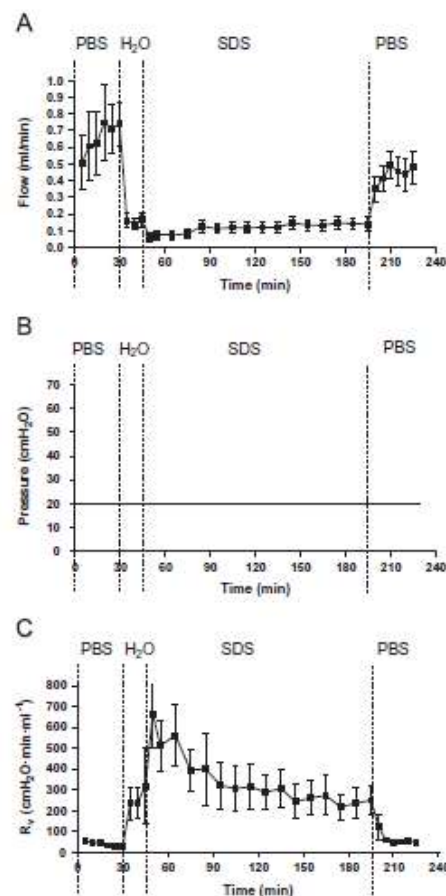 A
PBS H₂O SDS PBS
1.0
0.9
0.8
0.7
0.6
0.5
0.4
0.3
0.2
0.1
0.0
Flow (ml/min)
0 30 60 90 120 150 180 210 240
Time (min)
B
PBS H₂O SDS PBS
70
60
50
40
30
20
10
0
Pressure (cmH₂O)
0 30 60 90 120 150 180 210 240
Time (min)
C
PBS H₂O SDS PBS
800
700
600
500
400
300
200
100
0
Rᵥ (cmH₂O·min·ml⁻¹)
0 30 60 90 120 150 180 210 240
Time (min)